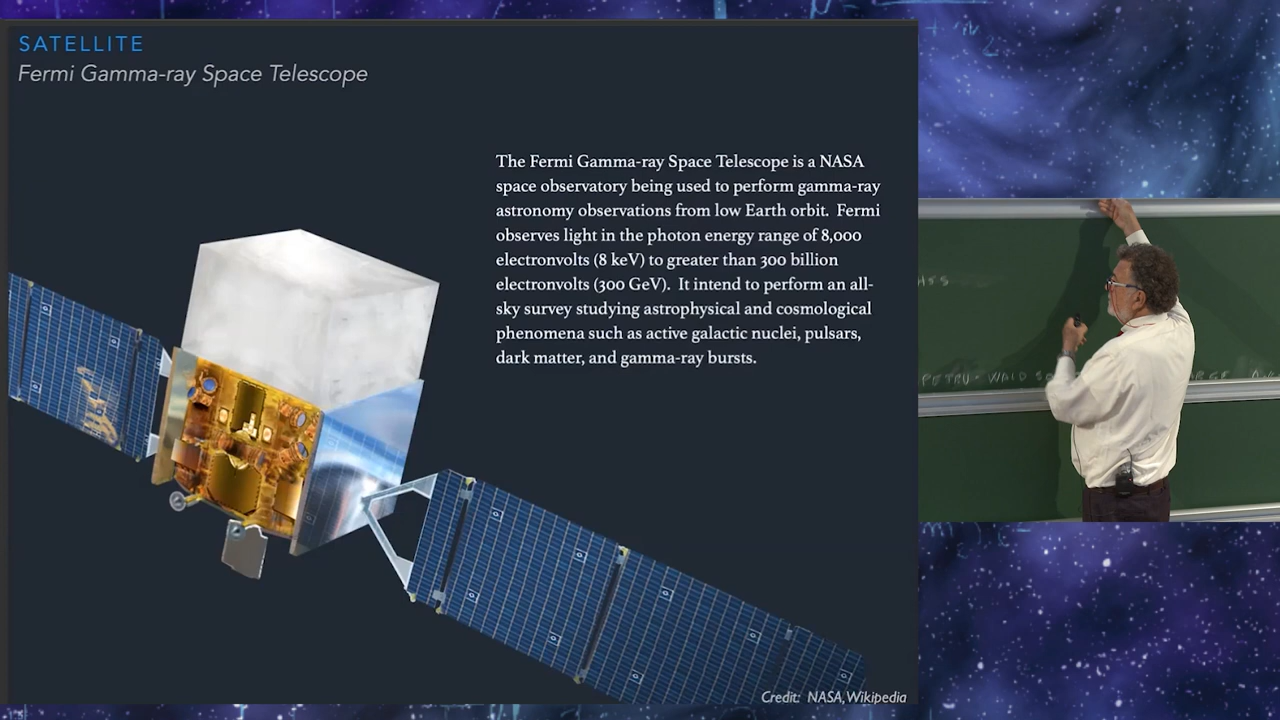 SATELLITE
Fermi Gamma-ray Space Telescope
The Fermi Gamma-ray Space Telescope is a NASA
space observatory being used to perform gamma-ray
astronomy observations from low Earth orbit. Fermi
observes light in the photon energy range of 8,000
electronvolts (8 keV) to greater than 300 billion
electronvolts (300 GeV). It intend to perform an all-
sky survey studying astrophysical and cosmological
phenomena such as active galactic nuclei, pulsars,
dark matter, and gamma-ray bursts.
Credit: NASA,Wikipedia